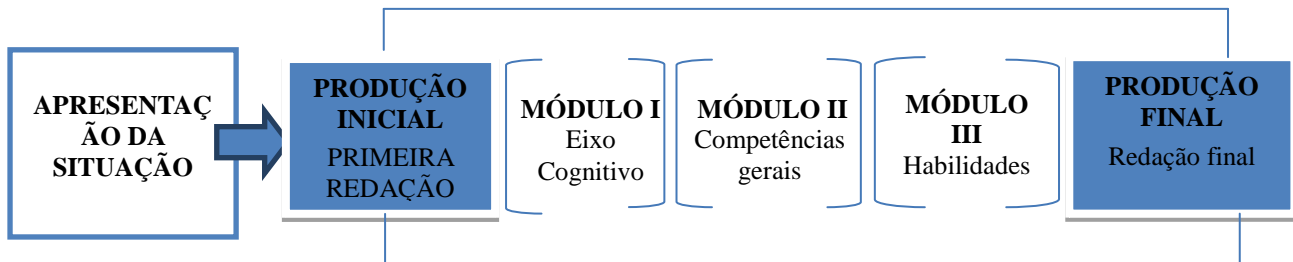 APRESENTAÇ
ÃO DA
SITUAÇÃO
PRODUÇÃO
INICIAL
PRIMEIRA
REDAÇÃO
MÓDULO I
Eixo
Cognitivo
MÓDULO II
Competências
gerais
MÓDULO
III
Habilidades
PRODUÇÃO
FINAL
Redação final